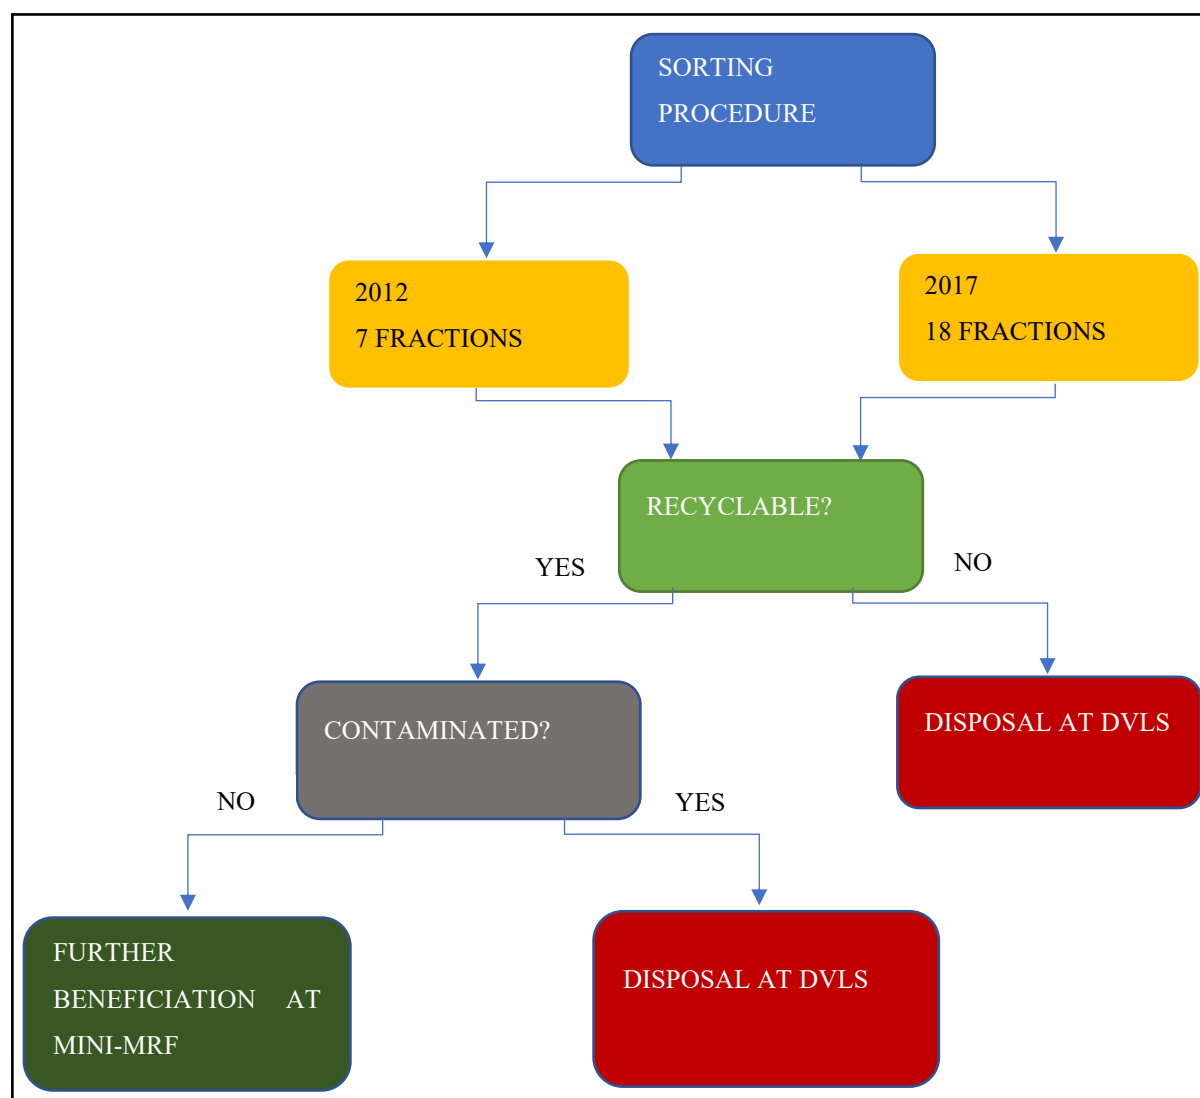 SORTING
PROCEDURE
2012
7 FRACTIONS
2017
18 FRACTIONS
RECYCLABLE?
YES
NO
CONTAMINATED?
DISPOSAL AT DVLS
NO
YES
FURTHER
BENEFICIATION AT
MINI-MRF
DISPOSAL AT DVLS